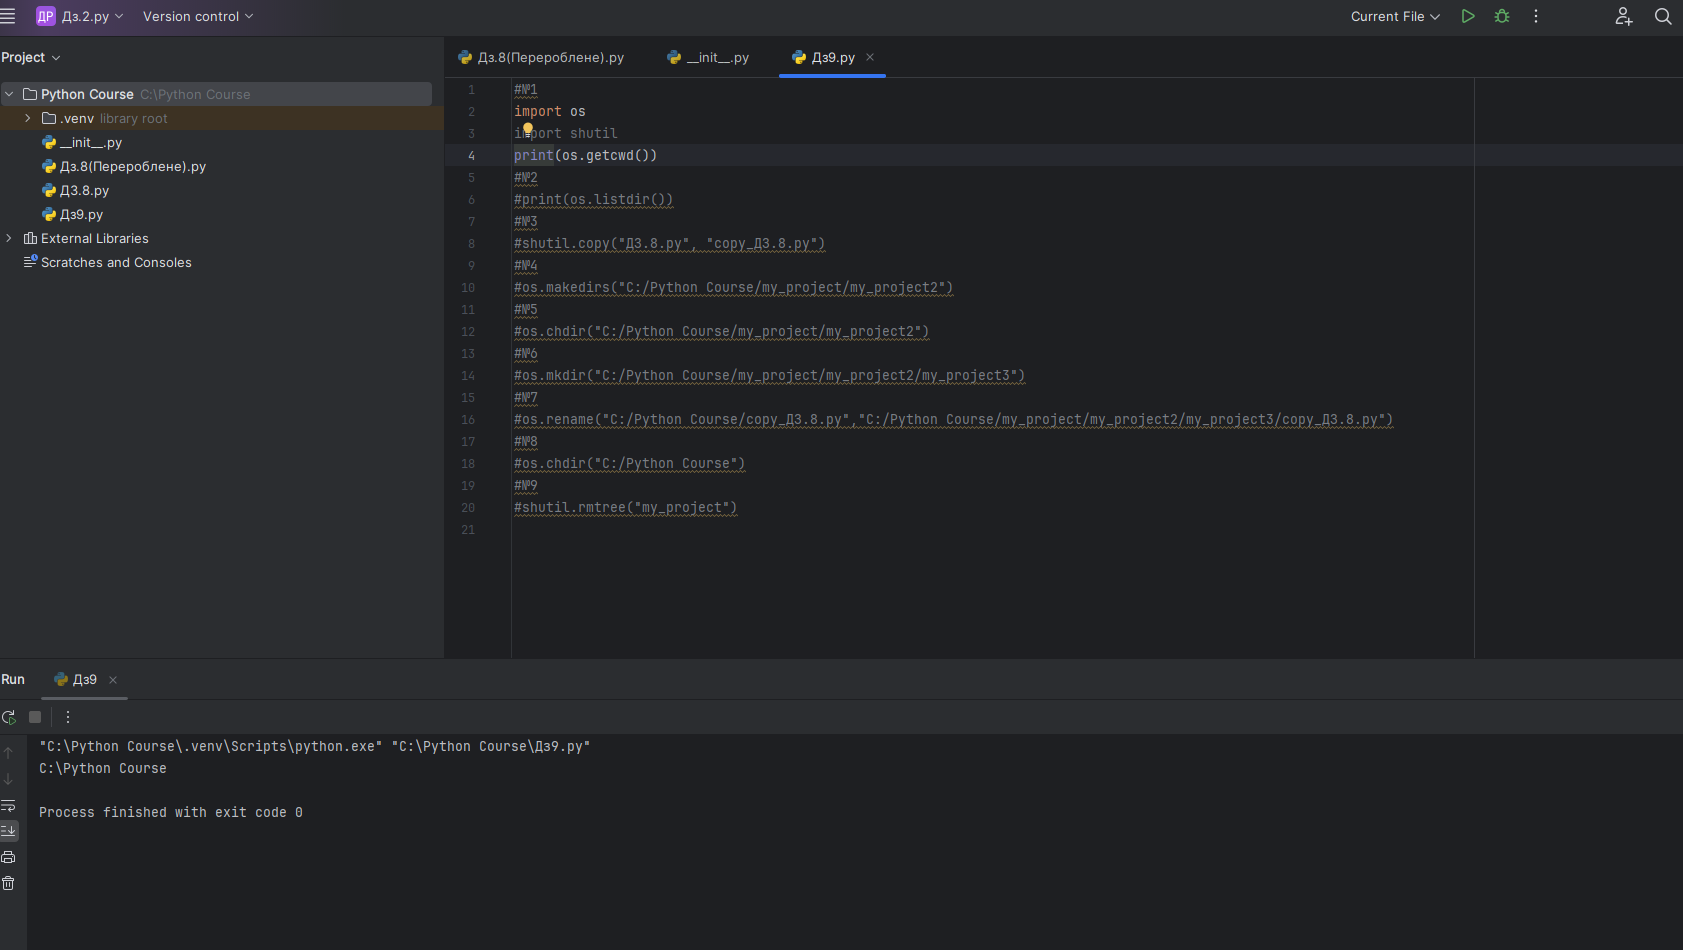 ДР Дз.2.py Version control Current File
Project
Дз.8(Перероблене).py __init__.py Дз9.py
Python Course C:\Python Course
.venv library root
__init__.py
Дз.8(Перероблене).py
ДЗ.8.py
Дз9.py
External Libraries
Scratches and Consoles
1 #№1
2 import os
3 import shutil
4 print(os.getcwd())
5 #№2
6 #print(os.listdir())
7 #№3
8 #shutil.copy("ДЗ.8.py", "copy_ДЗ.8.py")
9 #№4
10 #os.makedirs("C:/Python Course/my_project/my_project2")
11 #№5
12 #os.chdir("C:/Python Course/my_project/my_project2")
13 #№6
14 #os.mkdir("C:/Python Course/my_project/my_project2/my_project3")
15 #№7
16 #os.rename("C:/Python Course/copy_ДЗ.8.py","C:/Python Course/my_project/my_project2/my_project3/copy_ДЗ.8.py")
17 #№8
18 #os.chdir("C:/Python Course")
19 #№9
20 #shutil.rmtree("my_project")
21
Run Дз9
"C:\Python Course\.venv\Scripts\python.exe" "C:\Python Course\Дз9.py"
C:\Python Course
Process finished with exit code 0